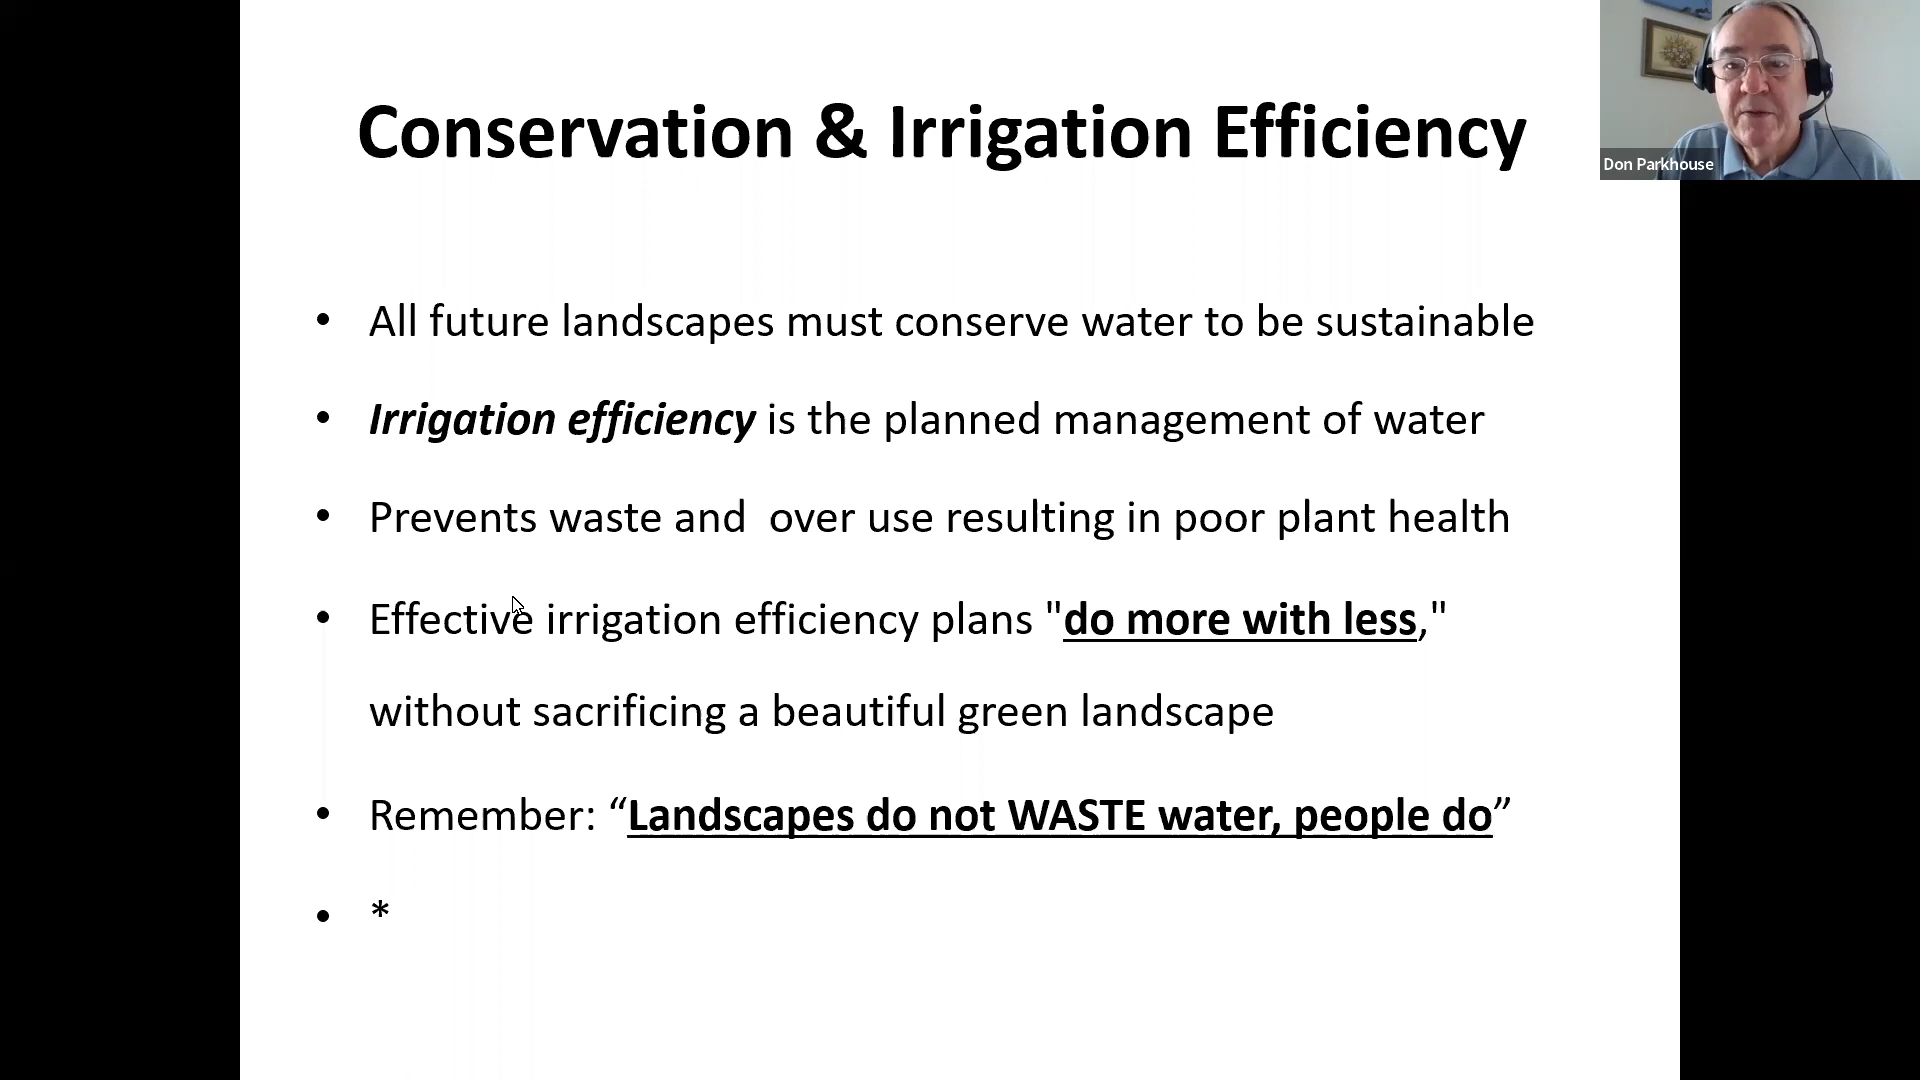 Conservation & Irrigation Efficiency
Don Parkhouse
• All future landscapes must conserve water to be sustainable
• Irrigation efficiency is the planned management of water
• Prevents waste and  over use resulting in poor plant health
• Effective irrigation efficiency plans "do more with less,"
without sacrificing a beautiful green landscape
• Remember: “Landscapes do not WASTE water, people do”
• *